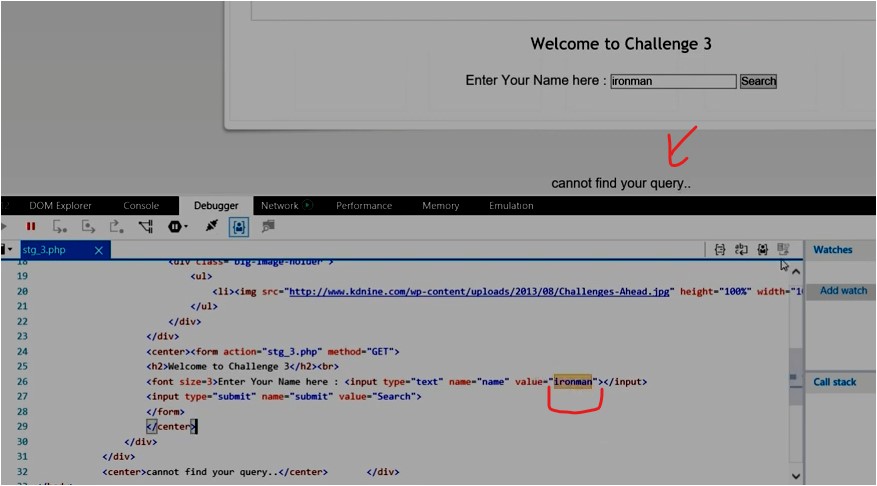 Welcome to Challenge 3
Enter Your Name here : ironman Search
cannot find your query..
DOM Explorer Console Debugger Network Performance Memory Emulation
stg_3.php
Watches
18 <div class="big-image-holder">
19 <ul>
Add watch
20 <li><img src="http://www.kdnine.com/wp-content/uploads/2013/08/Challenges-Ahead.jpg" height="100%" width="1
21 </ul>
22 </div>
23 </div>
24 <center><form action="stg_3.php" method="GET">
25 <h2>Welcome to Challenge 3</h2><br>
26 <font size=3>Enter Your Name here : <input type="text" name="name" value="ironman"></input>
Call stack
27 <input type="submit" name="submit" value="Search">
28 </form>
29 </center>
30 </div>
31 </div>
32 <center>cannot find your query..</center> </div>